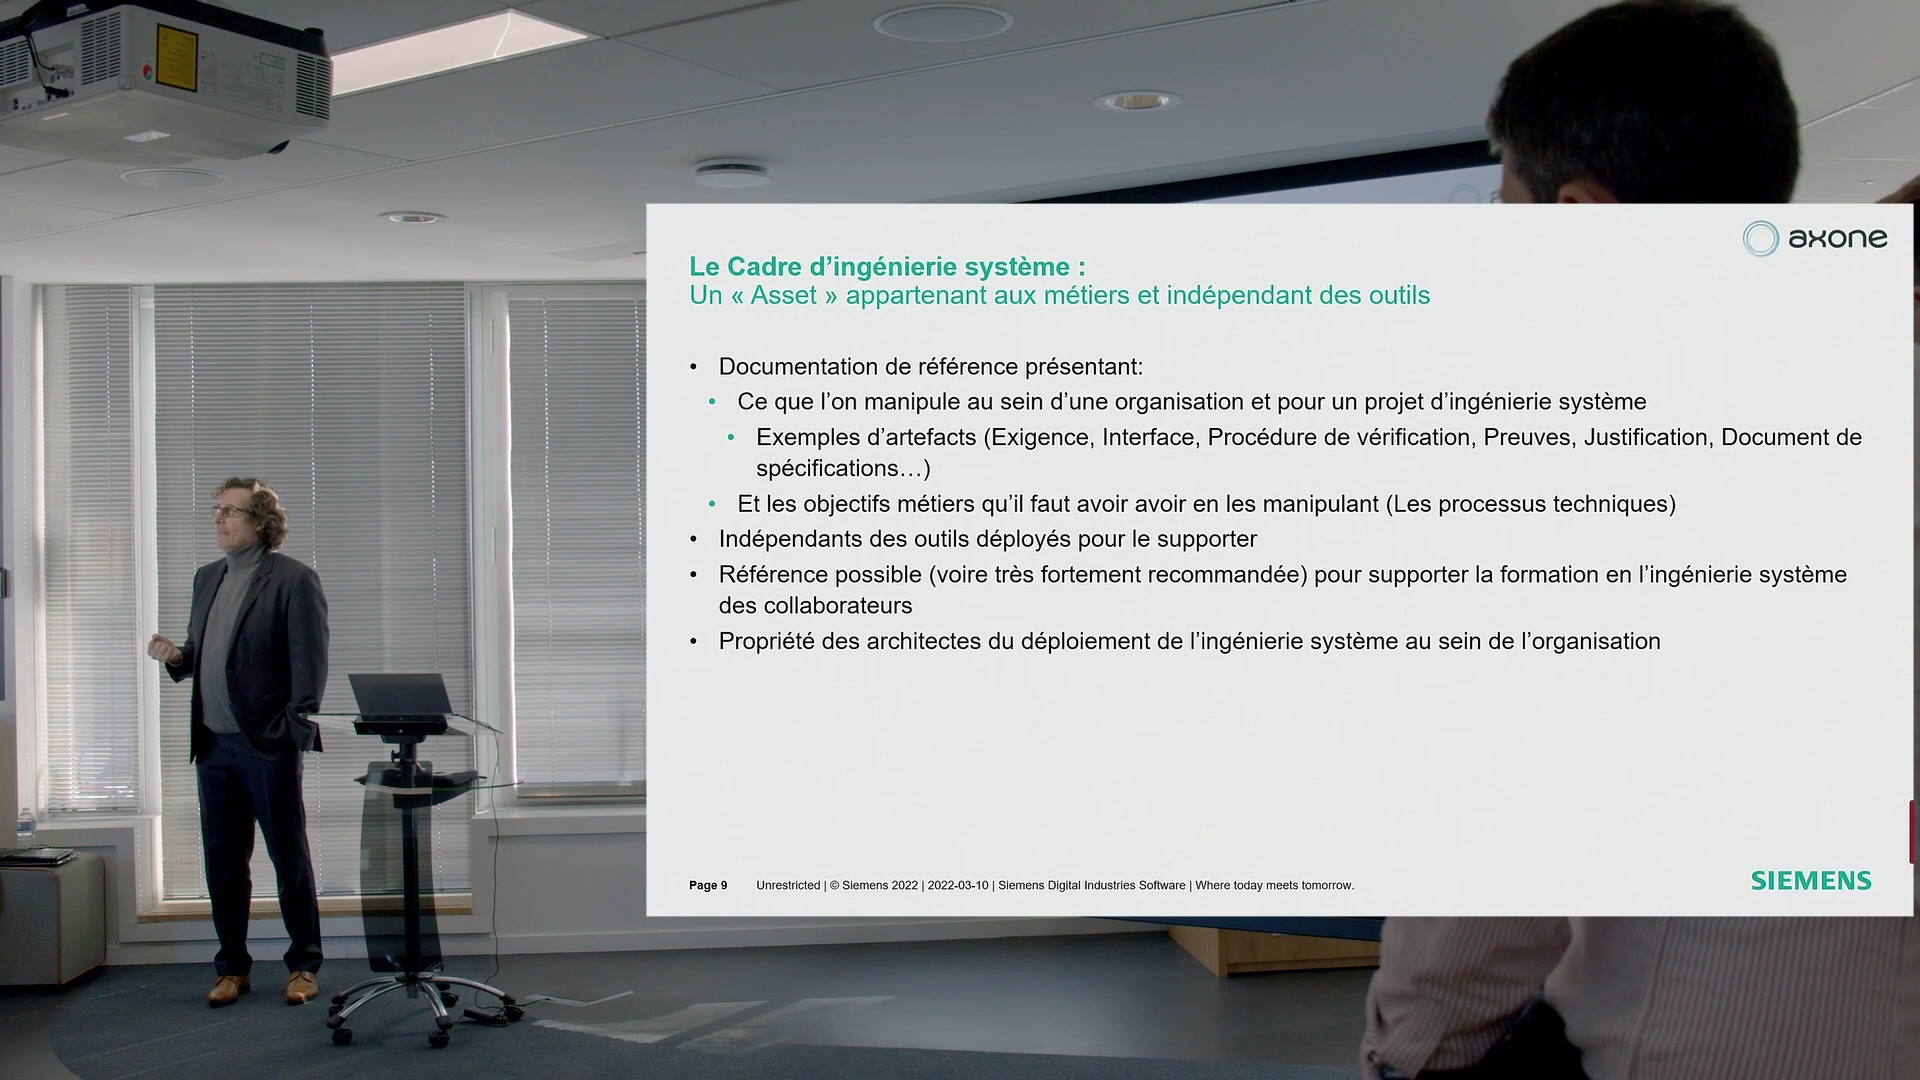 axone
Le Cadre d’ingénierie système :
Un « Asset » appartenant aux métiers et indépendant des outils
• Documentation de référence présentant:
• Ce que l’on manipule au sein d’une organisation et pour un projet d’ingénierie système
• Exemples d’artefacts (Exigence, Interface, Procédure de vérification, Preuves, Justification, Document de
spécifications…)
• Et les objectifs métiers qu’il faut avoir avoir en les manipulant (Les processus techniques)
• Indépendants des outils déployés pour le supporter
• Référence possible (voire très fortement recommandée) pour supporter la formation en l’ingénierie système
des collaborateurs
• Propriété des architectes du déploiement de l’ingénierie système au sein de l’organisation
SIEMENS
Page 9 Unrestricted | © Siemens 2022 | 2022-03-10 | Siemens Digital Industries Software | Where today meets tomorrow.